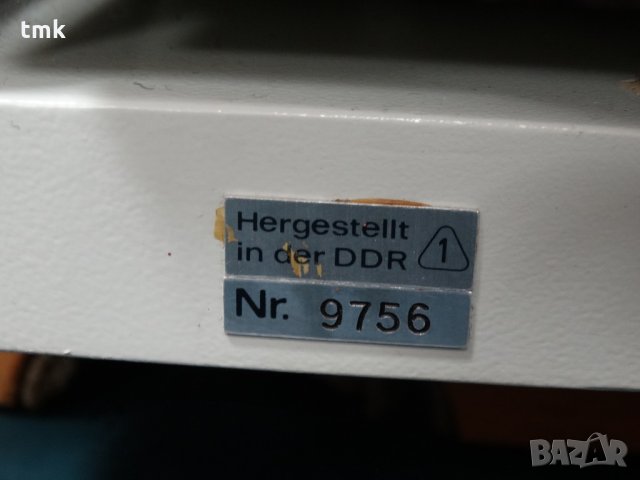 tmk
Hergestellt
in der DDR 1
Nr. 9756
BAZAR